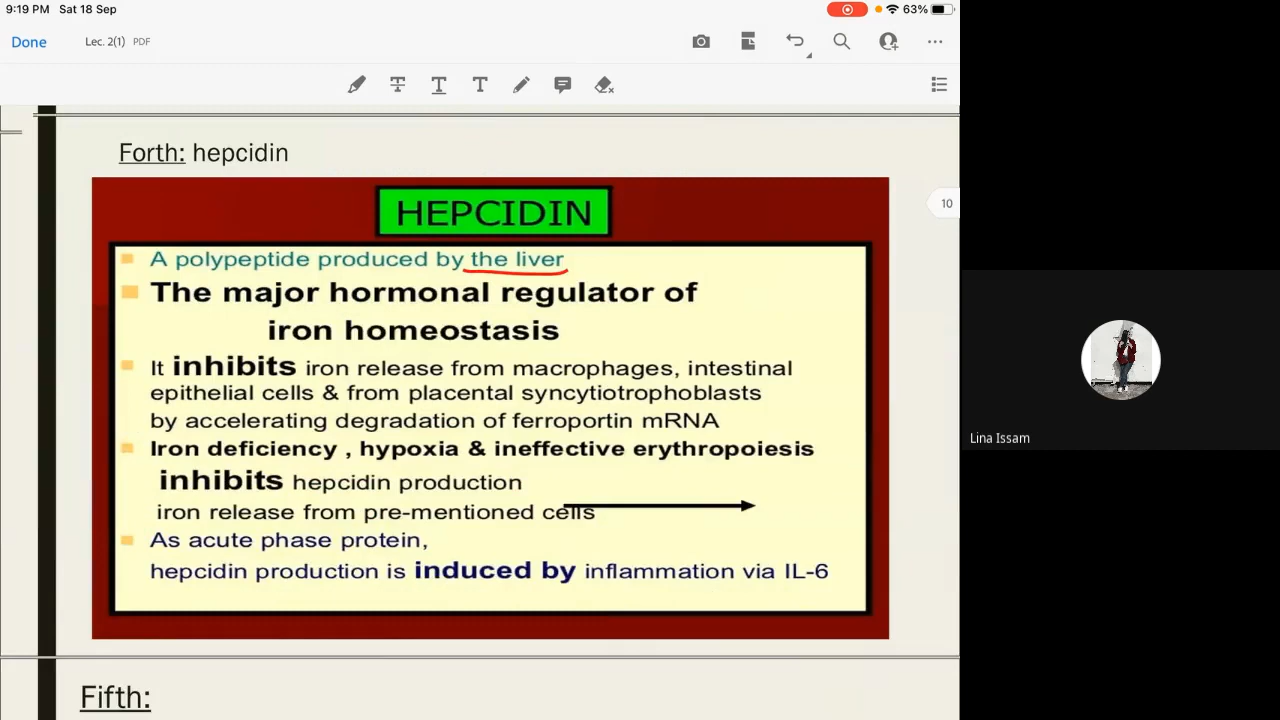 9:19 PM Sat 18 Sep
63%
Done
Lec. 2(1) PDF
T T T
Forth: hepcidin
10
HEPCIDIN
A polypeptide produced by the liver
The major hormonal regulator of
iron homeostasis
It inhibits iron release from macrophages, intestinal
epithelial cells & from placental syncytiotrophoblasts
by accelerating degradation of ferroportin mRNA
Iron deficiency , hypoxia & ineffective erythropoiesis
inhibits hepcidin production
iron release from pre-mentioned cells
As acute phase protein,
hepcidin production is induced by inflammation via IL-6
Fifth:
Lina Issam